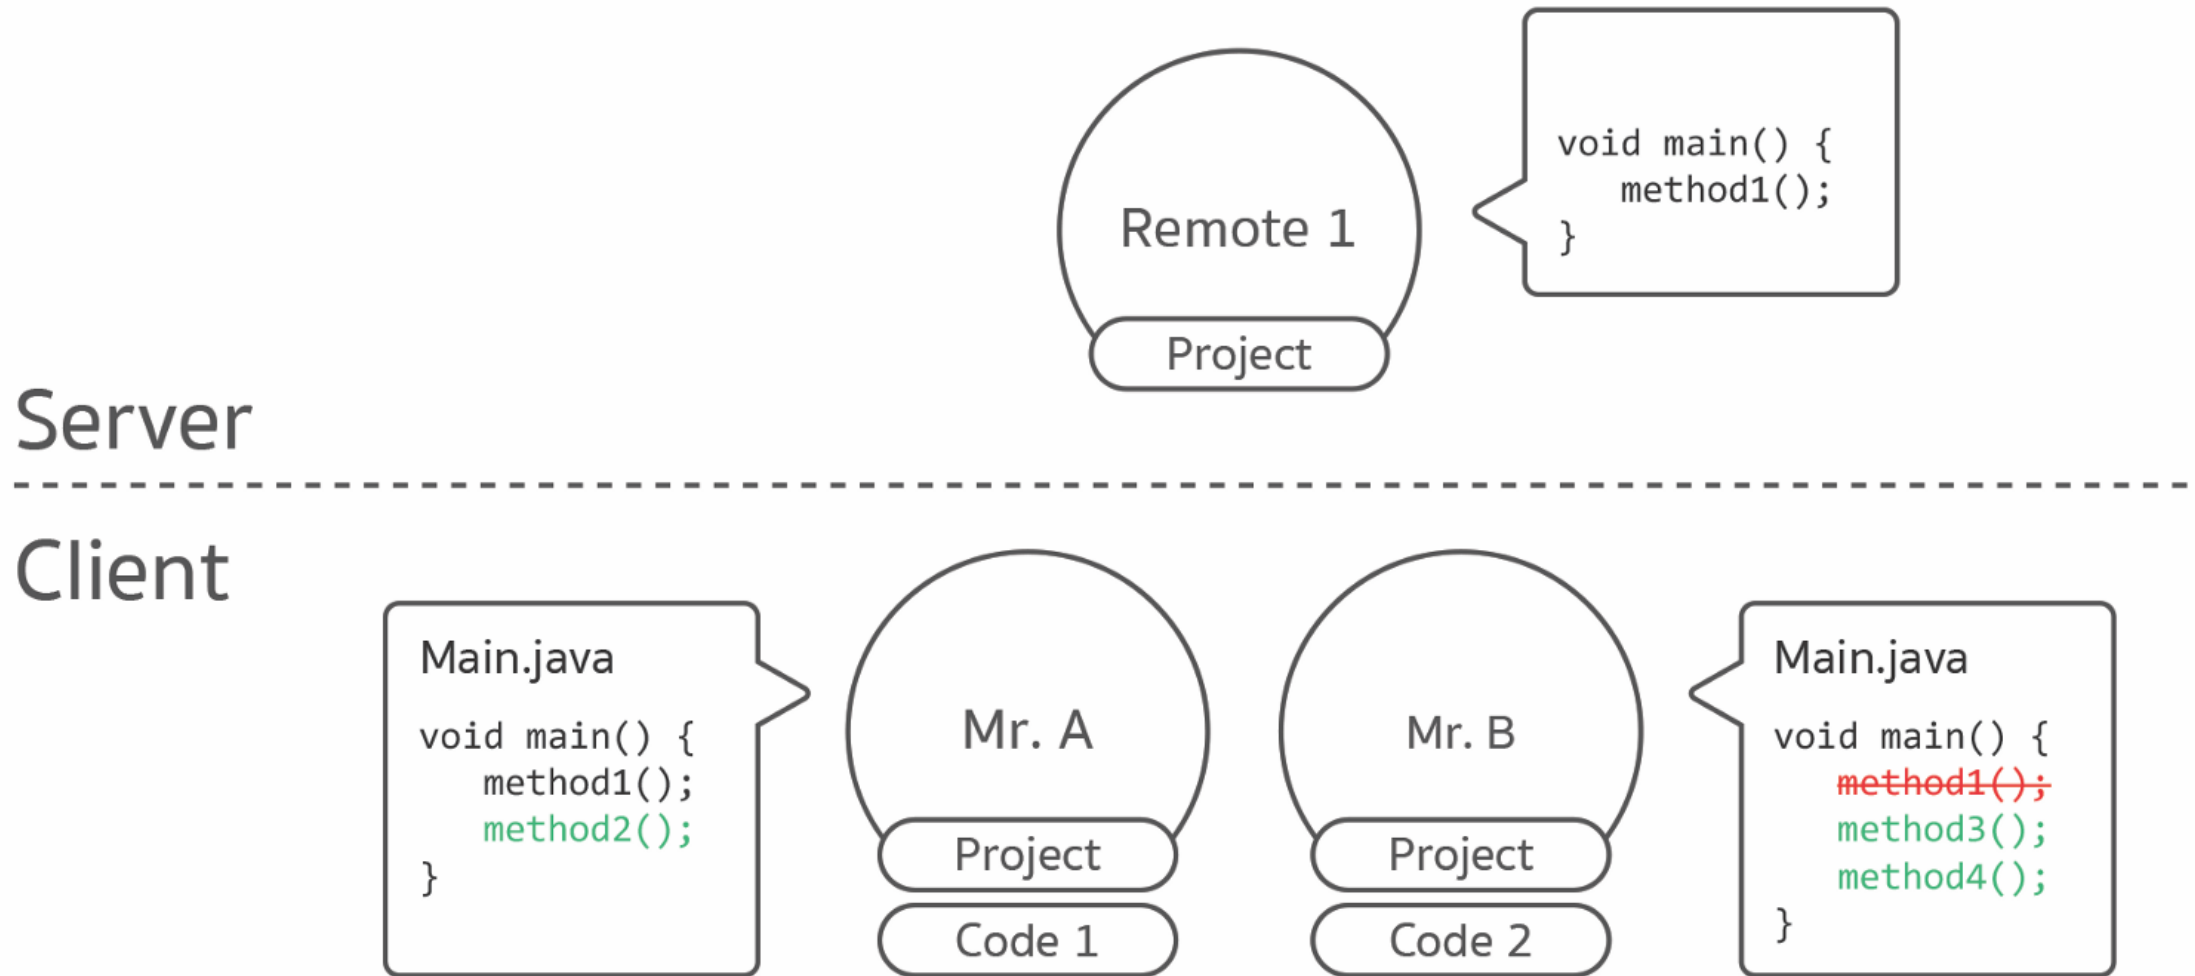 Remote 1
Project
void main() {
method1();
}
Server
Client
Main.java
void main() {
method1();
method2();
}
Mr. A
Project
Code 1
Mr. B
Project
Code 2
Main.java
void main() {
method1();
method3();
method4();
}